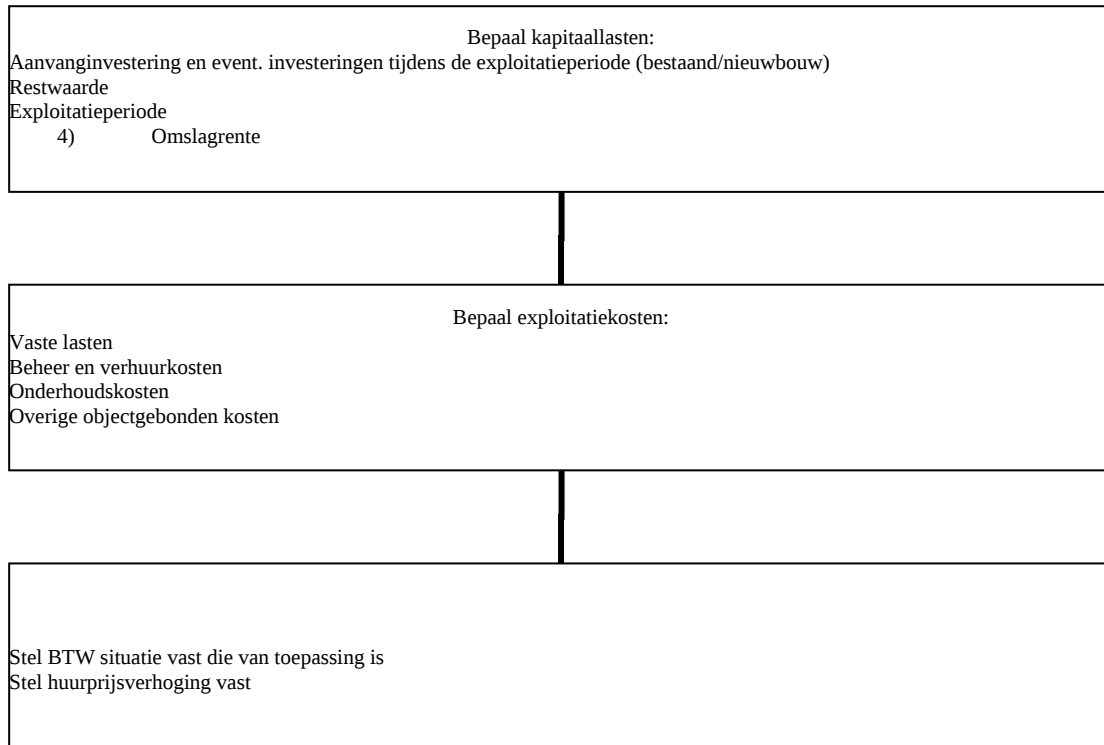 Bepaal kapitaallasten:
Aanvanginvestering en event. investeringen tijdens de exploitatieperiode (bestaand/nieuwbouw)
Restwaarde
Exploitatieperiode
4) Omslagrente
Bepaal exploitatiekosten:
Vaste lasten
Beheer en verhuurkosten
Onderhoudskosten
Overige objectgebonden kosten
Stel BTW situatie vast die van toepassing is
Stel huurprijsverhoging vast